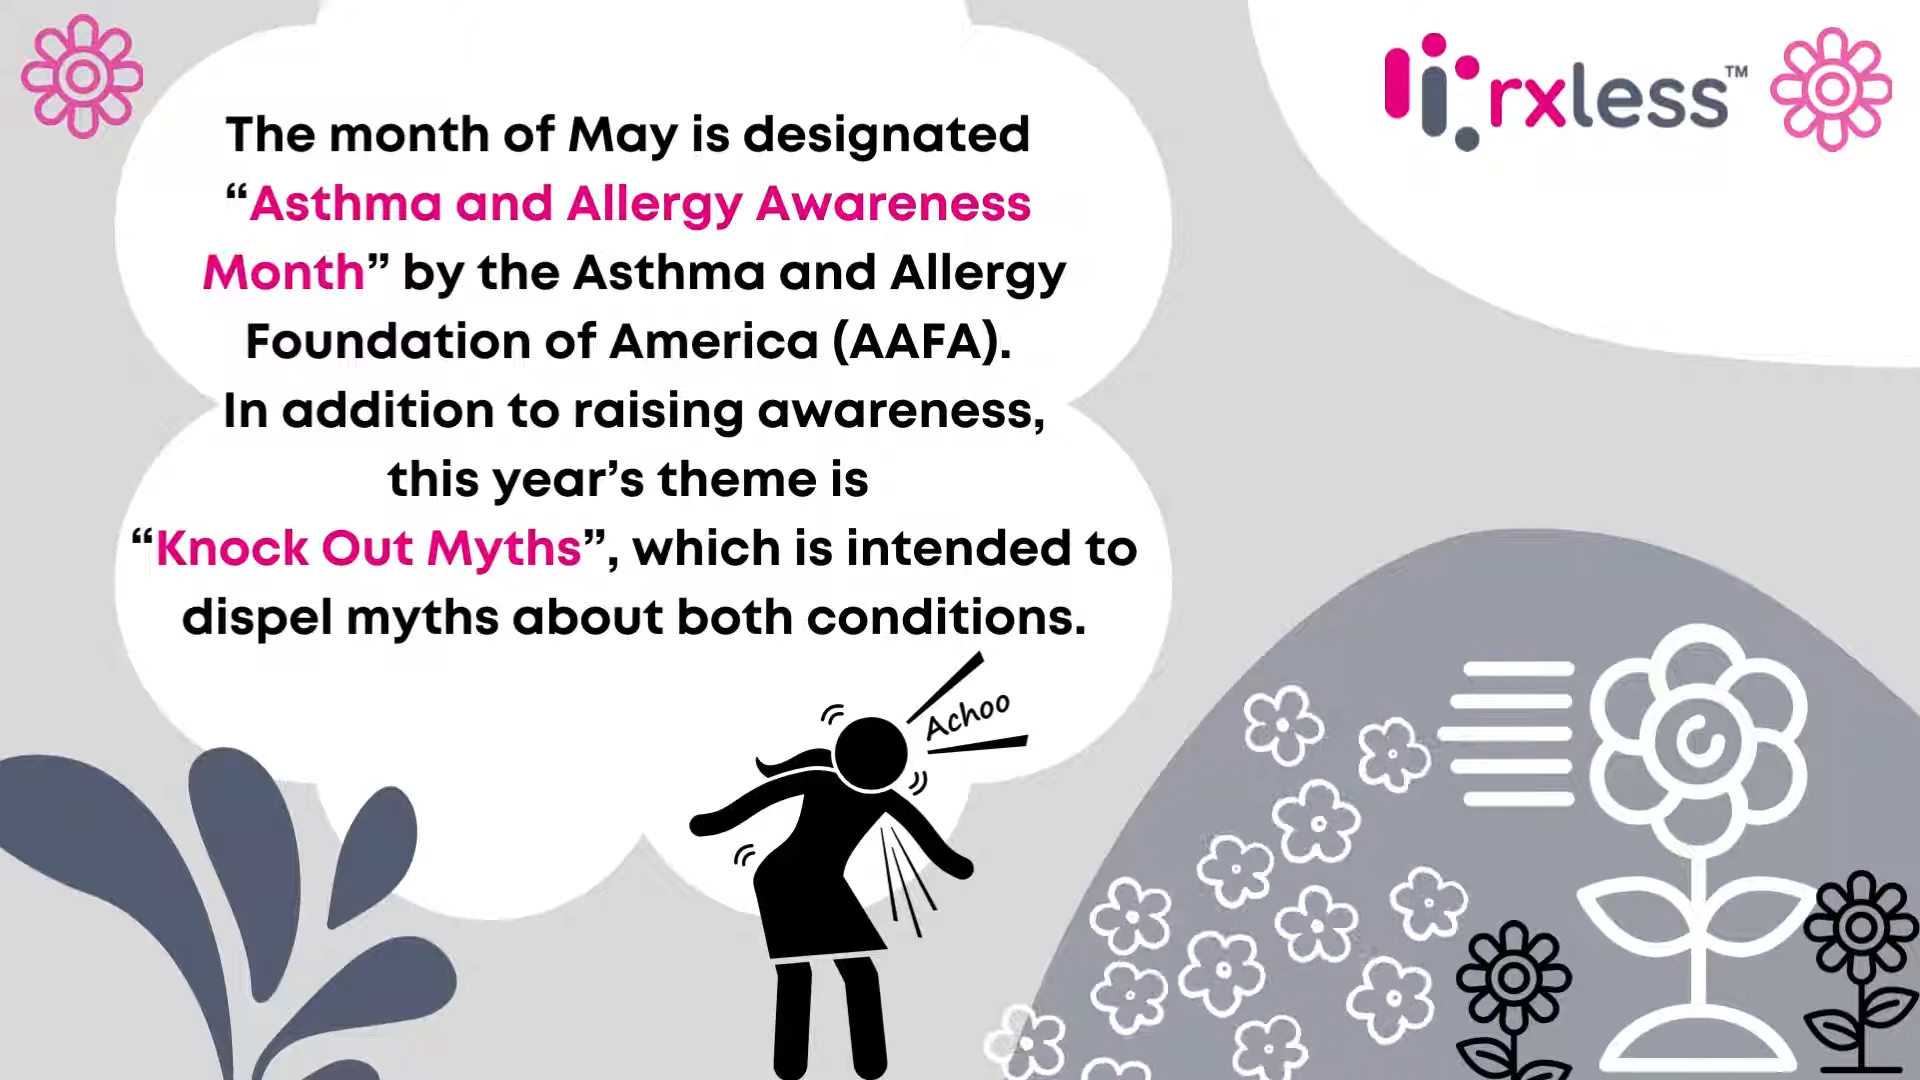 The month of May is designated
“Asthma and Allergy Awareness
Month” by the Asthma and Allergy
Foundation of America (AAFA).
In addition to raising awareness,
this year’s theme is
“Knock Out Myths”, which is intended to
dispel myths about both conditions.
rxless™
Achoo